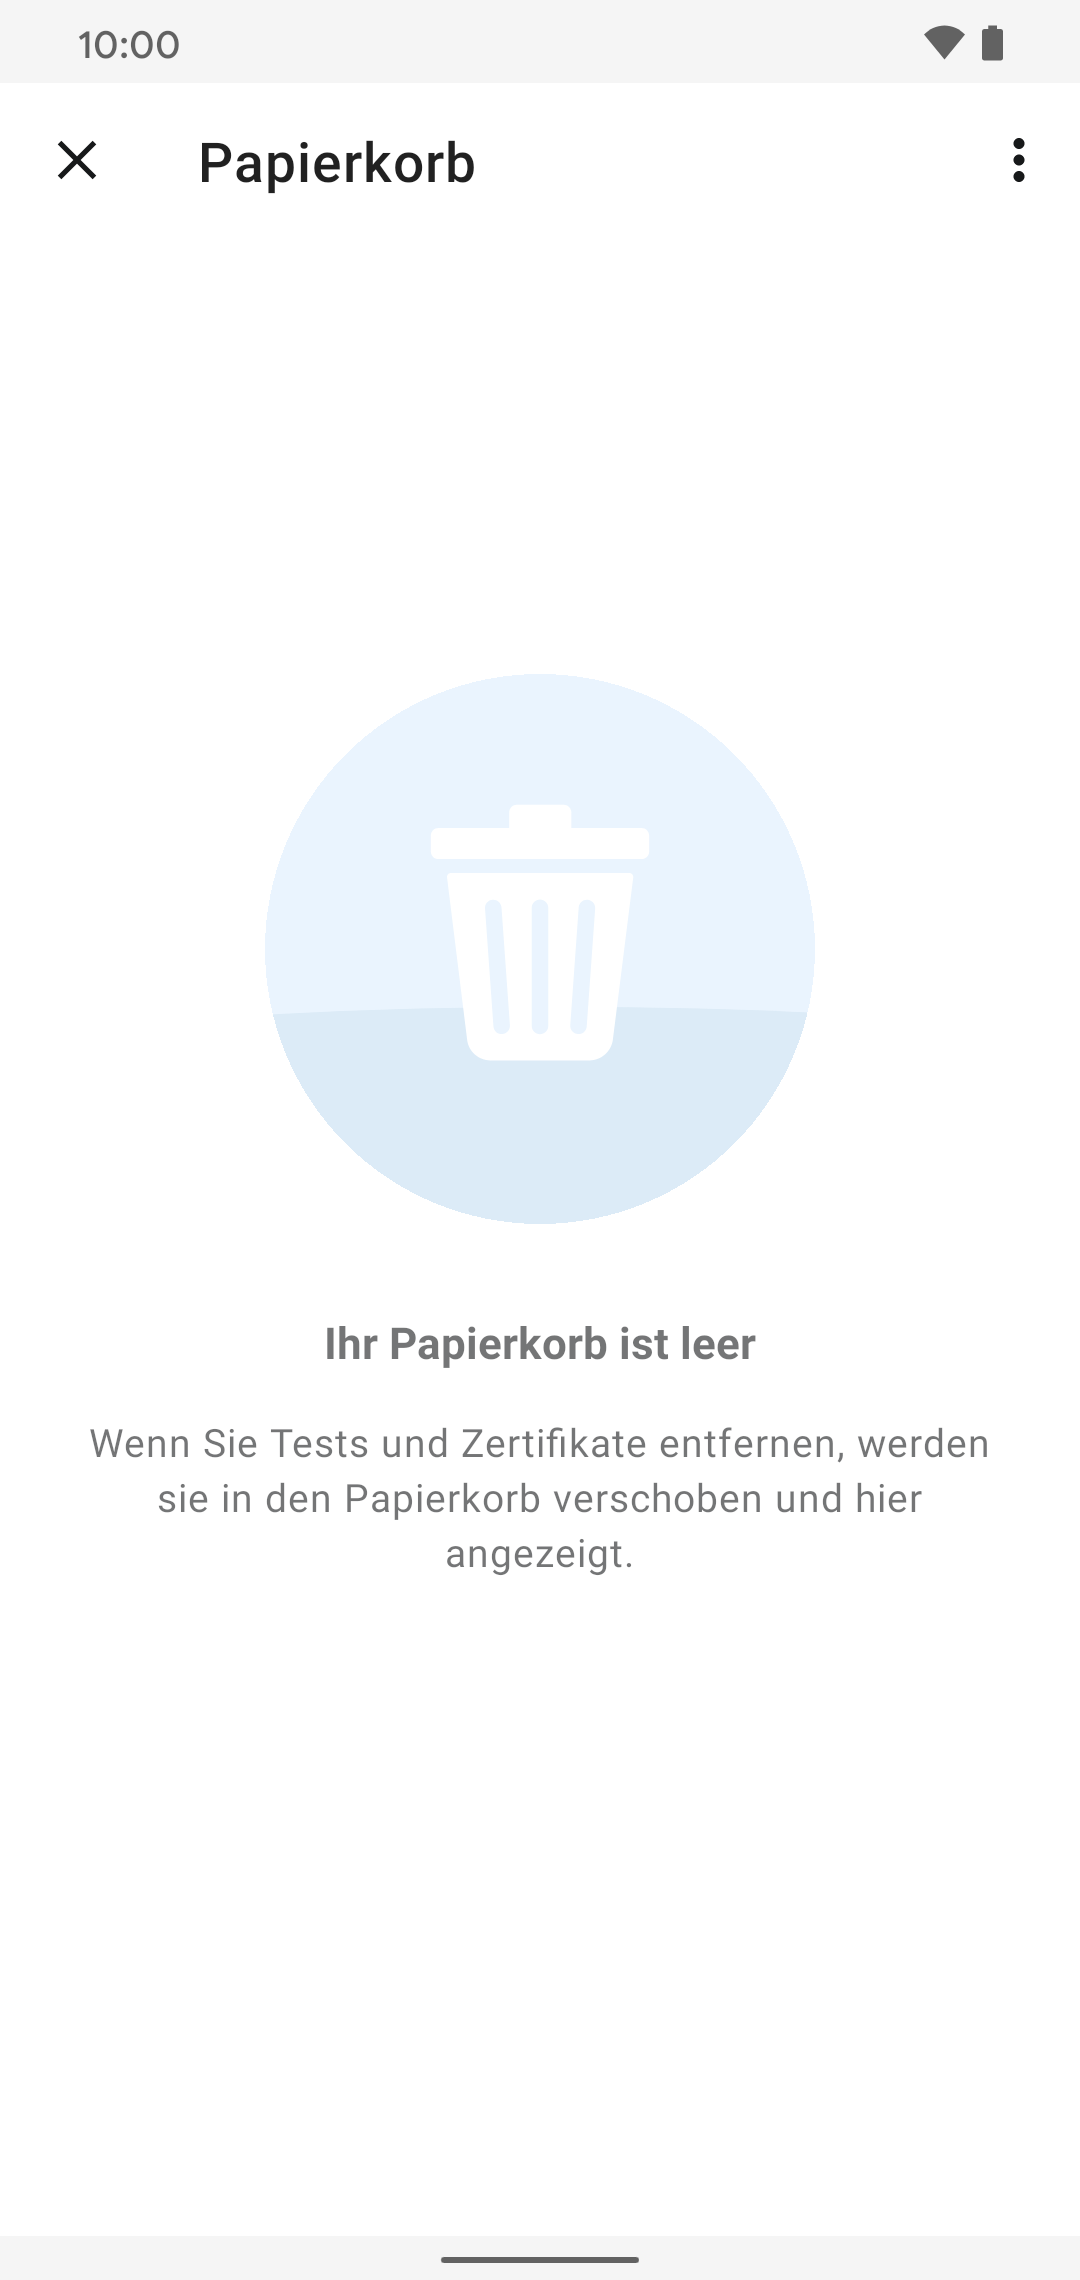 10:00
Papierkorb
Ihr Papierkorb ist leer
Wenn Sie Tests und Zertifikate entfernen, werden
sie in den Papierkorb verschoben und hier
angezeigt.